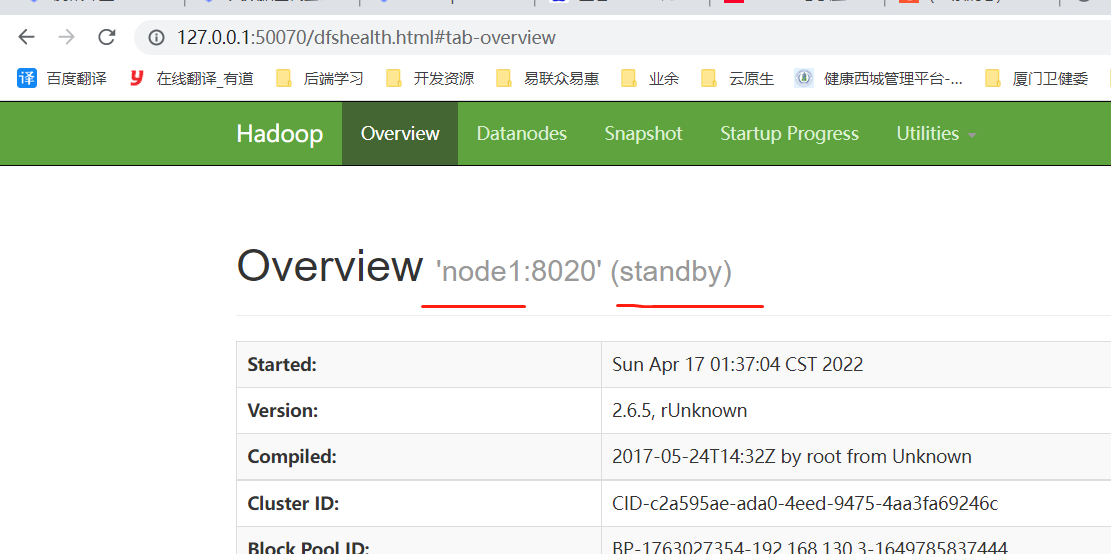 127.0.0.1:50070/dfshealth.html#tab-overview
译 百度翻译 y 在线翻译_有道 后端学习 开发资源 易联众易惠 业余 云原生 健康西城管理平台-... 厦门卫健委
Hadoop Overview Datanodes Snapshot Startup Progress Utilities
Overview 'node1:8020' (standby)
Started: Sun Apr 17 01:37:04 CST 2022
Version: 2.6.5, rUnknown
Compiled: 2017-05-24T14:32Z by root from Unknown
Cluster ID: CID-c2a595ae-ada0-4eed-9475-4aa3fa69246c
Block Pool ID: BP-1763027354-192.168.130.3-1649785837444